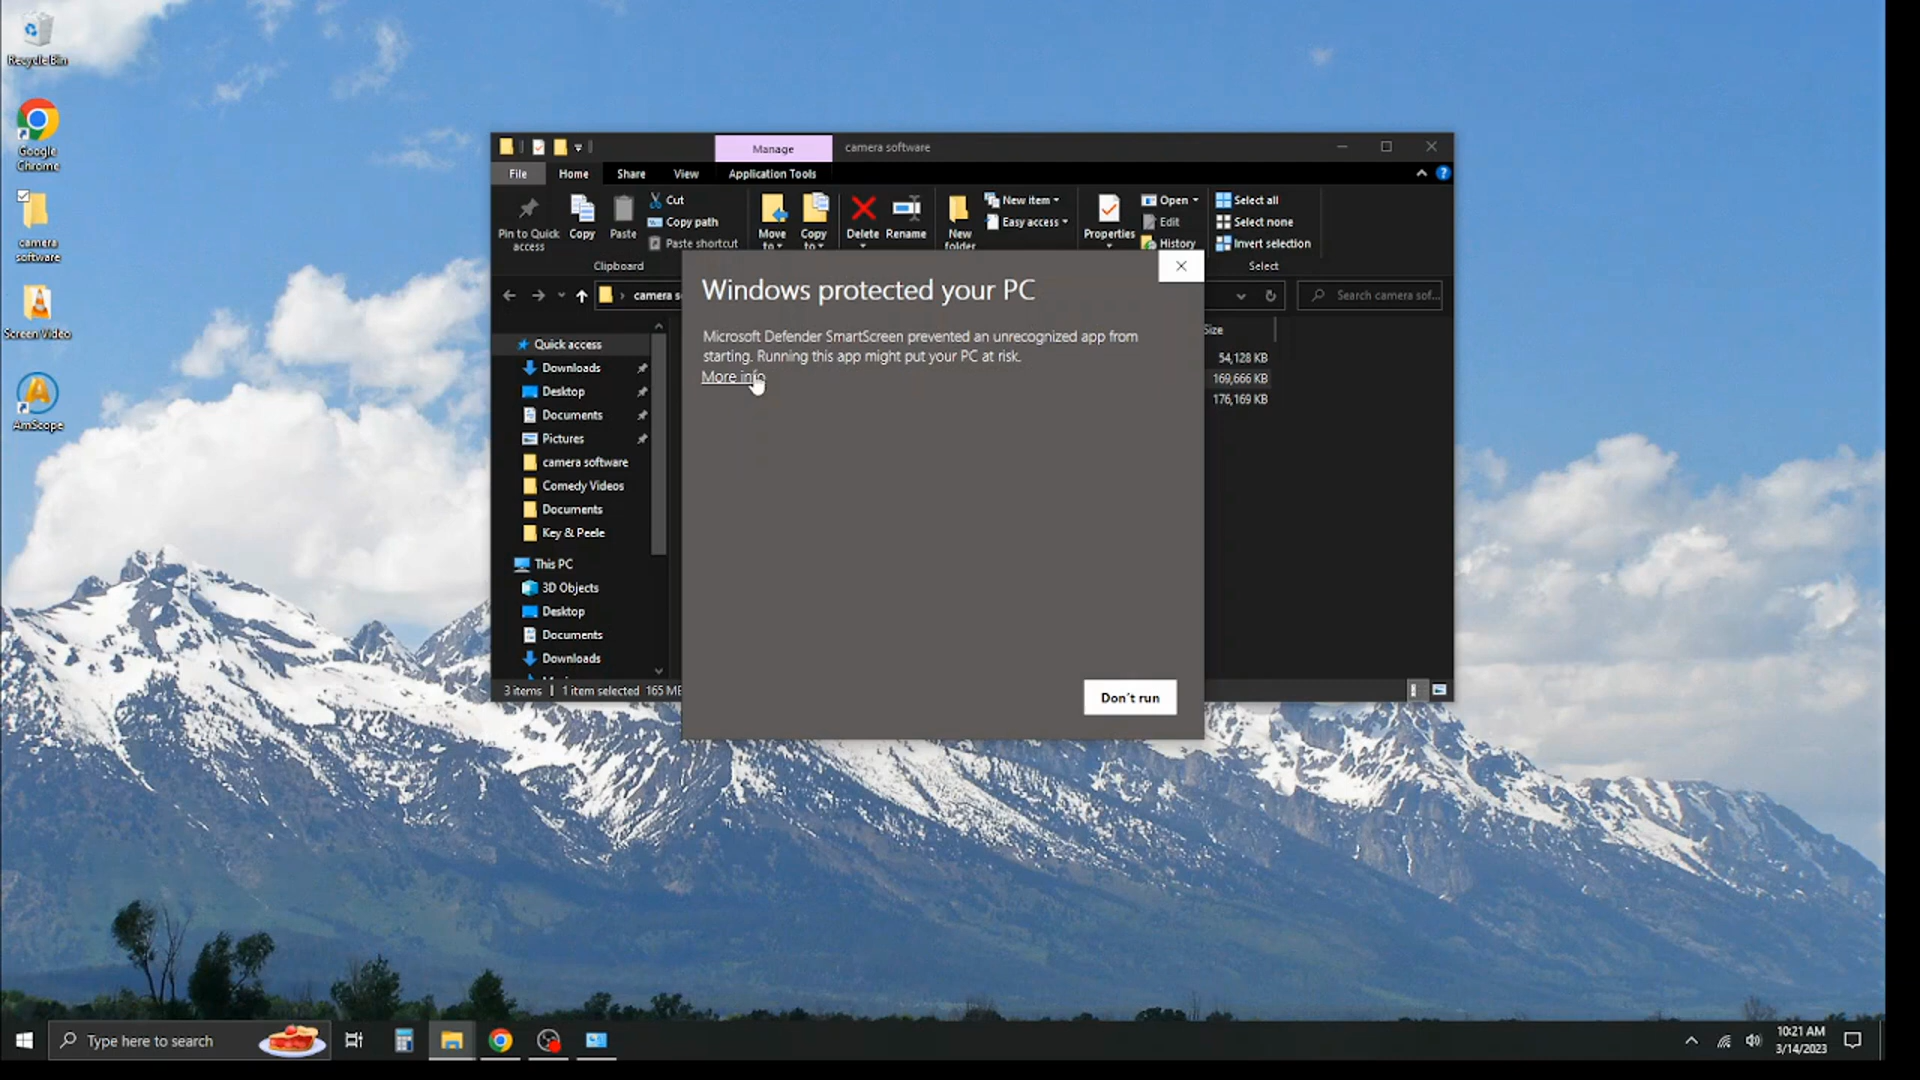 Recycle Bin
Google
Chrome
camera
software
Screen Video
AmScope
Manage
camera software
File
Home
Share
View
Application Tools
Pin to Quick
access
Copy
Paste
Cut
Copy path
Paste shortcut
Clipboard
Move
to
Copy
to
Delete
Rename
New
folder
New item
Easy access
Properties
Open
Edit
History
Select all
Select none
Invert selection
Select
camera s
Search camera sof...
Quick access
Downloads
Desktop
Documents
Pictures
camera software
Comedy Videos
Documents
Key & Peele
This PC
3D Objects
Desktop
Documents
Downloads
Size
54,128 KB
169,666 KB
176,169 KB
3 items
1 item selected 165 MB
Windows protected your PC
Microsoft Defender SmartScreen prevented an unrecognized app from
starting. Running this app might put your PC at risk.
More info
Don't run
Type here to search
10:21 AM
3/14/2023